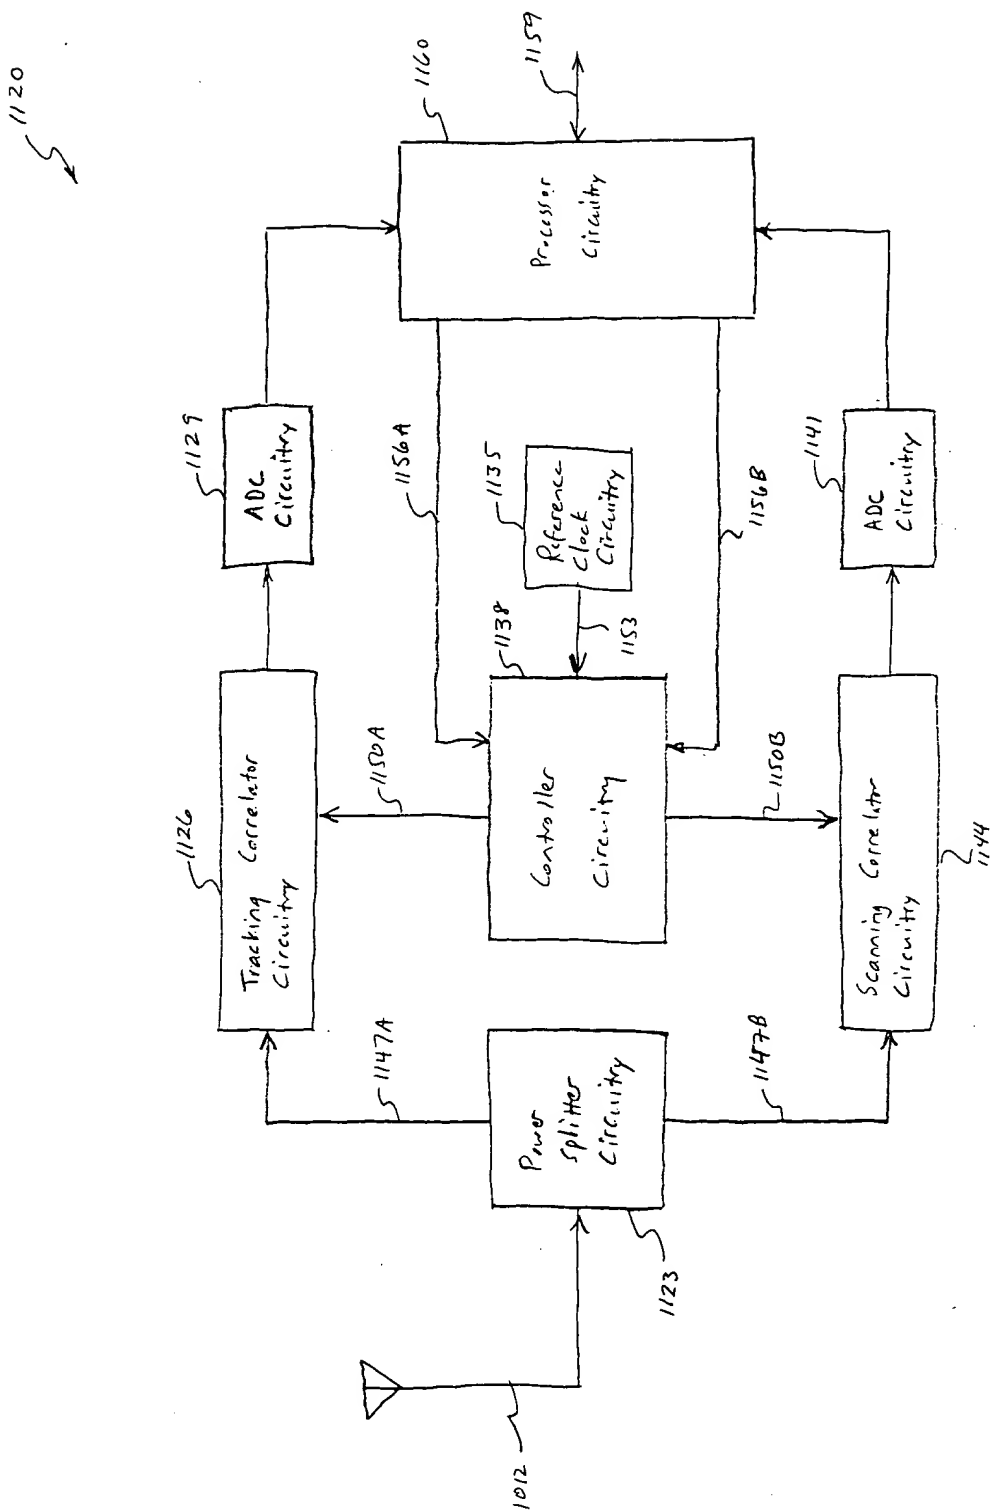 1120
1012
Power
Splitter
Circuitry
1123
1147A
1147B
1126
Tracking Correlator
Circuitry
1129
ADC
Circuitry
1150A
1156A
1138
Controller
Circuitry
1135
Reference
Clock
Circuitry
1153
1150B
1156B
Scanning Correlator
Circuitry
1144
1141
ADC
Circuitry
1160
Processor
Circuitry
1159